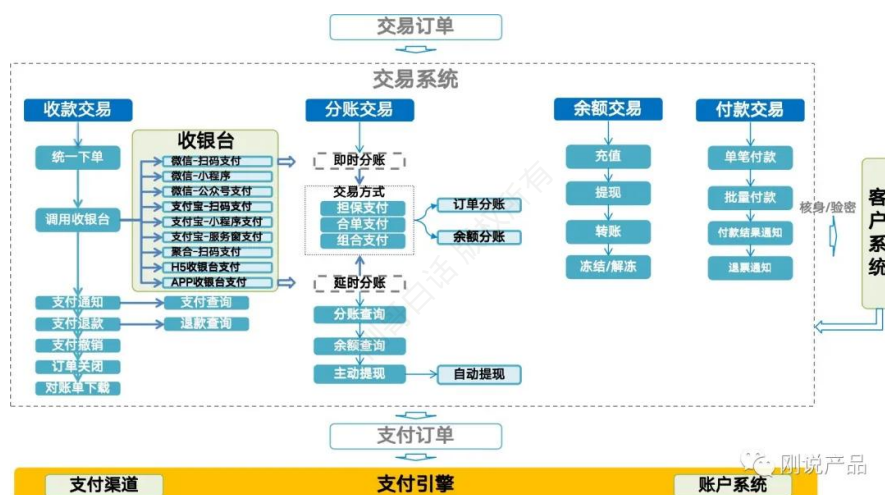 交易订单
交易系统
收款交易
统一下单
调用收银台
支付通知
支付查询
支付退款
退款查询
支付撤销
订单关闭
对账单下载
收银台
微信-扫码支付
微信-小程序
微信-公众号支付
支付宝-扫码支付
支付宝-小程序支付
支付宝-服务窗支付
聚合-扫码支付
H5收银台支付
APP收银台支付
分账交易
即时分账
交易方式
担保支付
合单支付
组合支付
订单分账
余额分账
延时分账
分账查询
余额查询
主动提现
自动提现
余额交易
充值
提现
转账
冻结/解冻
付款交易
单笔付款
批量付款
付款结果通知
退票通知
核身/验密
客户系统
支付订单
支付渠道
支付引擎
账户系统
刚说产品
白话 版权所有